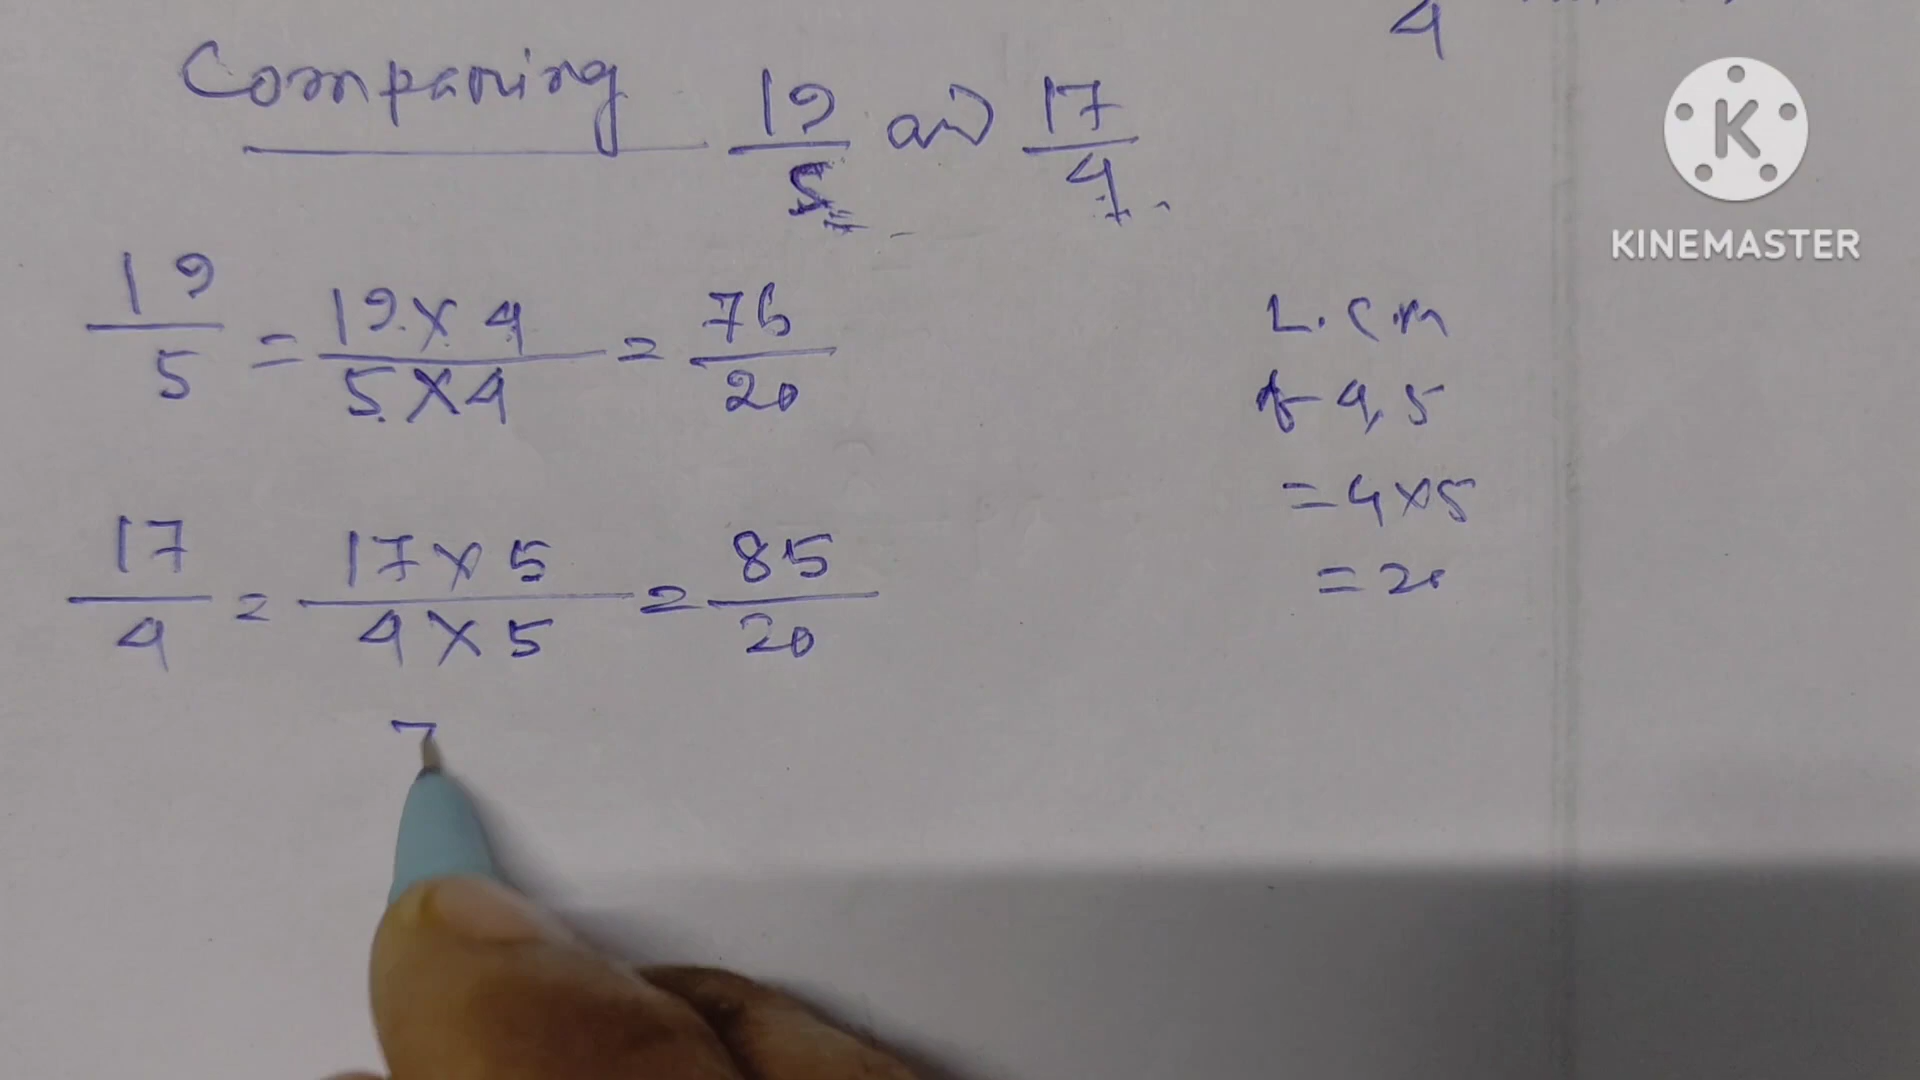 4
Comparing 19/5 and 17/4.
K
KINEMASTER
19/5 = 19×4/5×4 = 76/20
L.C.M
of 4,5
= 4×5
= 20
17/4 = 17×5/4×5 = 85/20
7